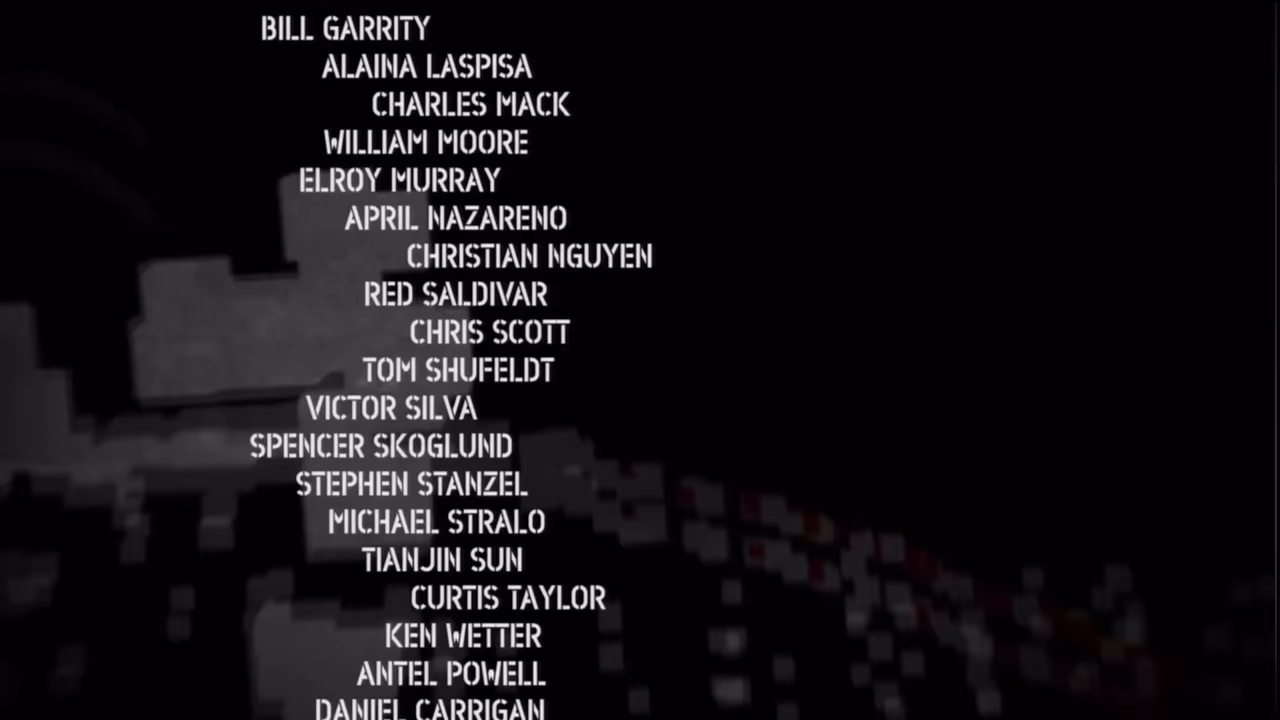 BILL GARRITY
ALAINA LASPISA
CHARLES MACK
WILLIAM MOORE
ELROY MURRAY
APRIL NAZARENO
CHRISTIAN NGUYEN
RED SALDIVAR
CHRIS SCOTT
TOM SHUFELDT
VICTOR SILVA
SPENCER SKOGLUND
STEPHEN STANZEL
MICHAEL STRALO
TIANJIN SUN
CURTIS TAYLOR
KEN WETTER
ANTEL POWELL
DANIEL CARRIGAN